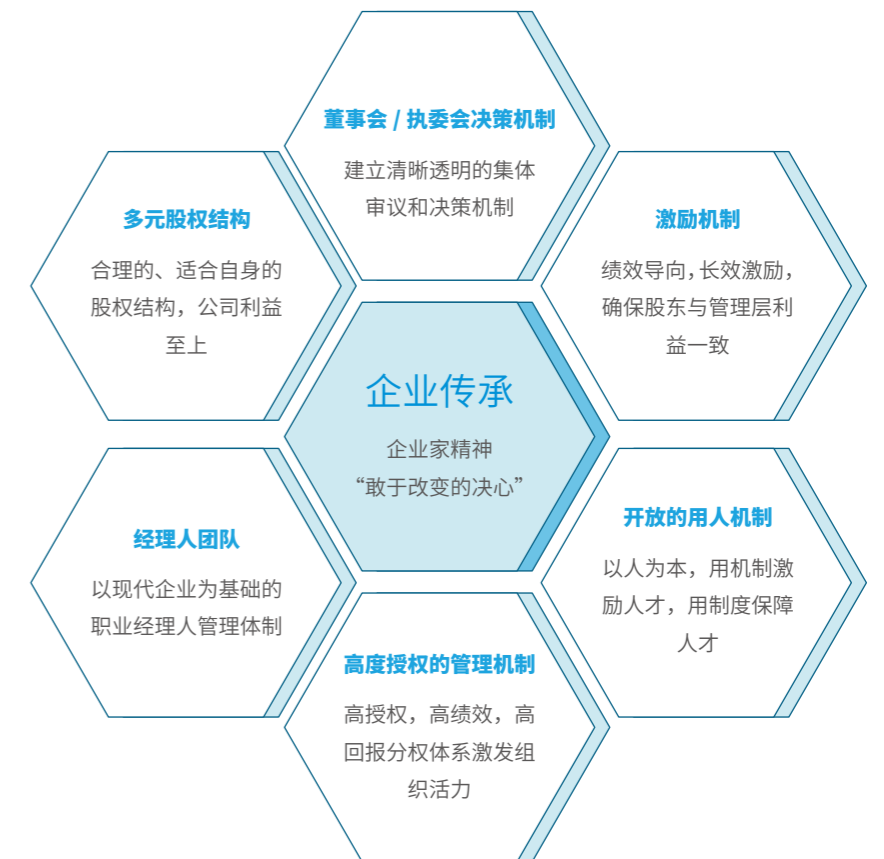 董事会 / 执委会决策机制
建立清晰透明的集体
审议和决策机制
多元股权结构
合理的、适合自身的
股权结构，公司利益
至上
激励机制
绩效导向，长效激励，
确保股东与管理层利
益一致
企业传承
企业家精神
“敢于改变的决心”
经理人团队
以现代企业为基础的
职业经理人管理体制
开放的用人机制
以人为本，用机制激
励人才，用制度保障
人才
高度授权的管理机制
高授权，高绩效，高
回报分权体系激发组
织活力